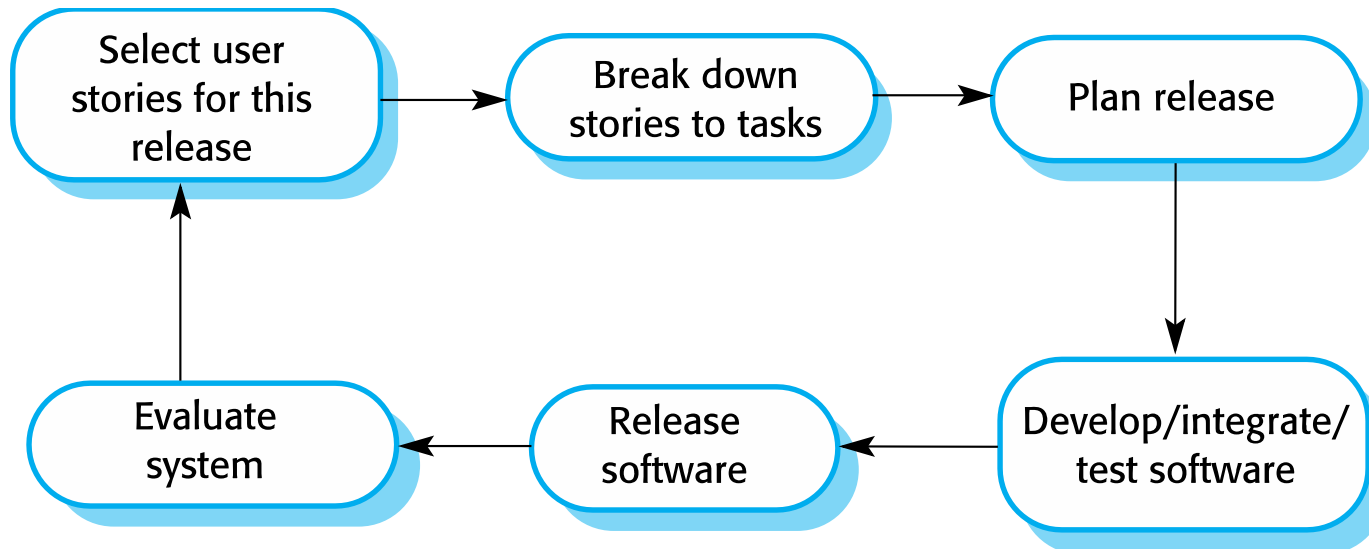 Select user
stories for this
release
Break down
stories to tasks
Plan release
Evaluate
system
Release
software
Develop/integrate/
test software